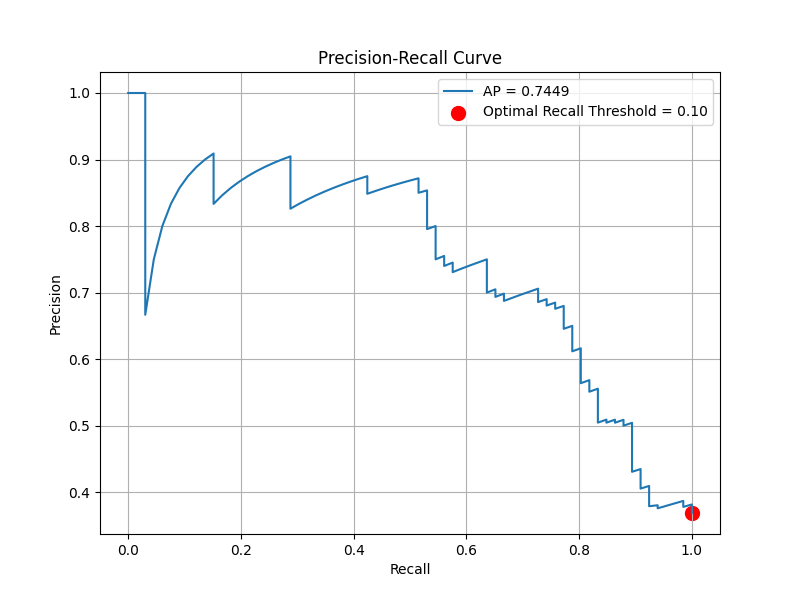 Precision-Recall Curve
AP = 0.7449
Optimal Recall Threshold = 0.10
1.0
0.9
0.8
0.7
0.6
0.5
0.4
Precision
0.0 0.2 0.4 0.6 0.8 1.0
Recall